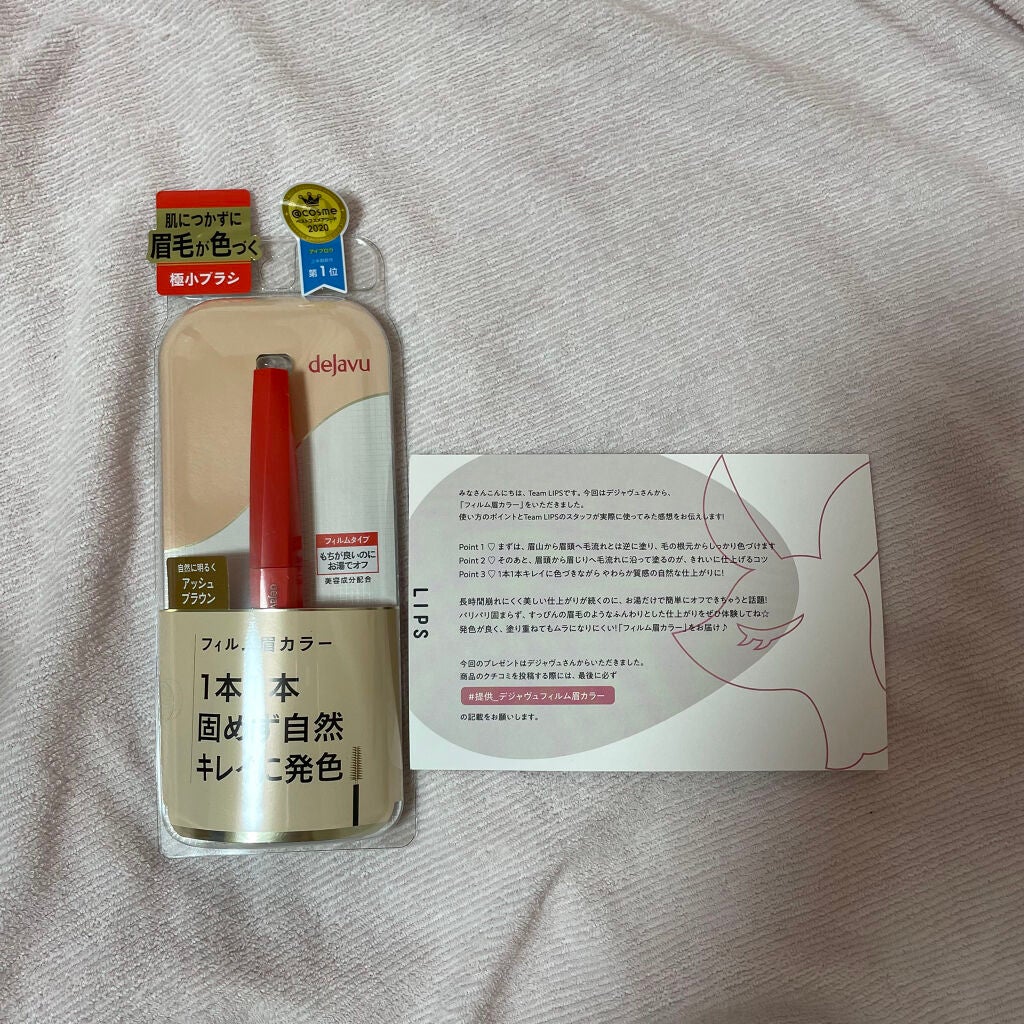 肌につかずに
眉毛が色づく
極小ブラシ
@cosme
ベストコスメアワード
2020
アイブロウ
第1位
dejavu
フィルムタイプ
もちが良いのに
お湯でオフ
美容成分配合
自然に明るく
アッシュ
ブラウン
フィルム眉カラー
1本1本
固めず自然
キレイに発色
みなさんこんにちは、Team LIPSです。今回はデジャヴュさんから、
「フィルム眉カラー」をいただきました。
使い方のポイントとTeam LIPSのスタッフが実際に使ってみた感想をお伝えします!
Point 1 ♡ まずは、眉山から眉頭へ毛流れとは逆に塗り、毛の根元からしっかり色づけます
Point 2 ♡ そのあと、眉頭から眉じりへ毛流れに沿って塗るのが、きれいに仕上げるコツ
Point 3 ♡ 1本1本キレイに色づきながら やわらか質感の自然な仕上がりに!
長時間崩れにくく美しい仕上がりが続くのに、お湯だけで簡単にオフできちゃうと話題!
パリパリ固まらず、すっぴんの眉毛のようなふんわりとした仕上がりをぜひ体験してね☆
発色が良く、塗り重ねてもムラになりにくい!「フィルム眉カラー」をお届け♪
今回のプレゼントはデジャヴュさんからいただきました。
商品のクチコミを投稿する際には、最後に必ず
#提供_デジャヴュフィルム眉カラー
の記載をお願いします。
LIPS